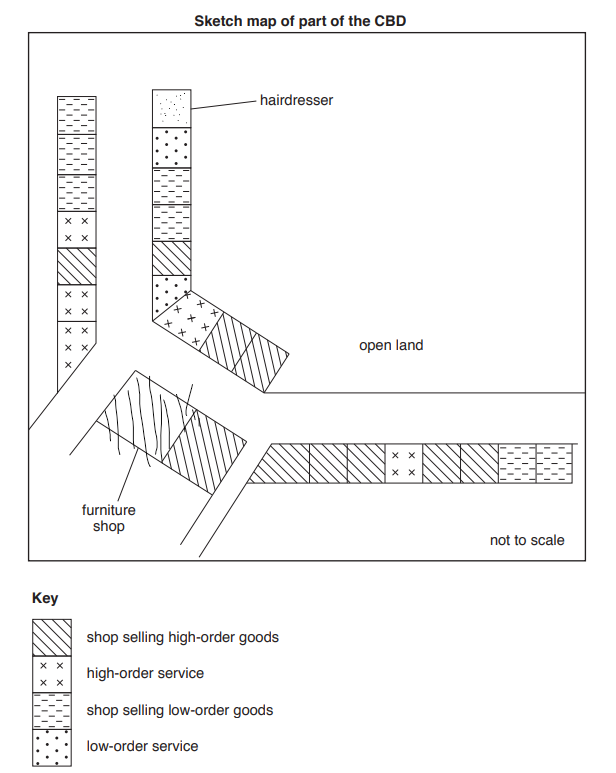 Sketch map of part of the CBD
hairdresser
open land
furniture
shop
not to scale
Key
shop selling high-order goods
high-order service
shop selling low-order goods
low-order service